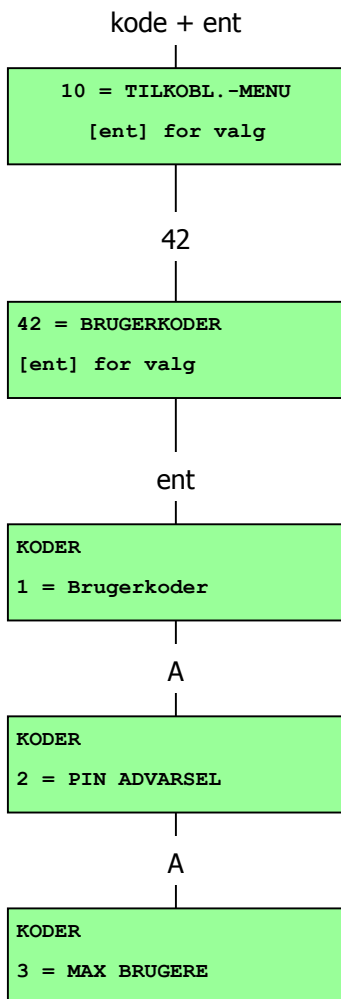 kode + ent
10 = TILKOBL.-MENU
[ent] for valg
42
42 = BRUGERKODER
[ent] for valg
ent
KODER
1 = Brugerkoder
A
KODER
2 = PIN ADVARSEL
A
KODER
3 = MAX BRUGERE